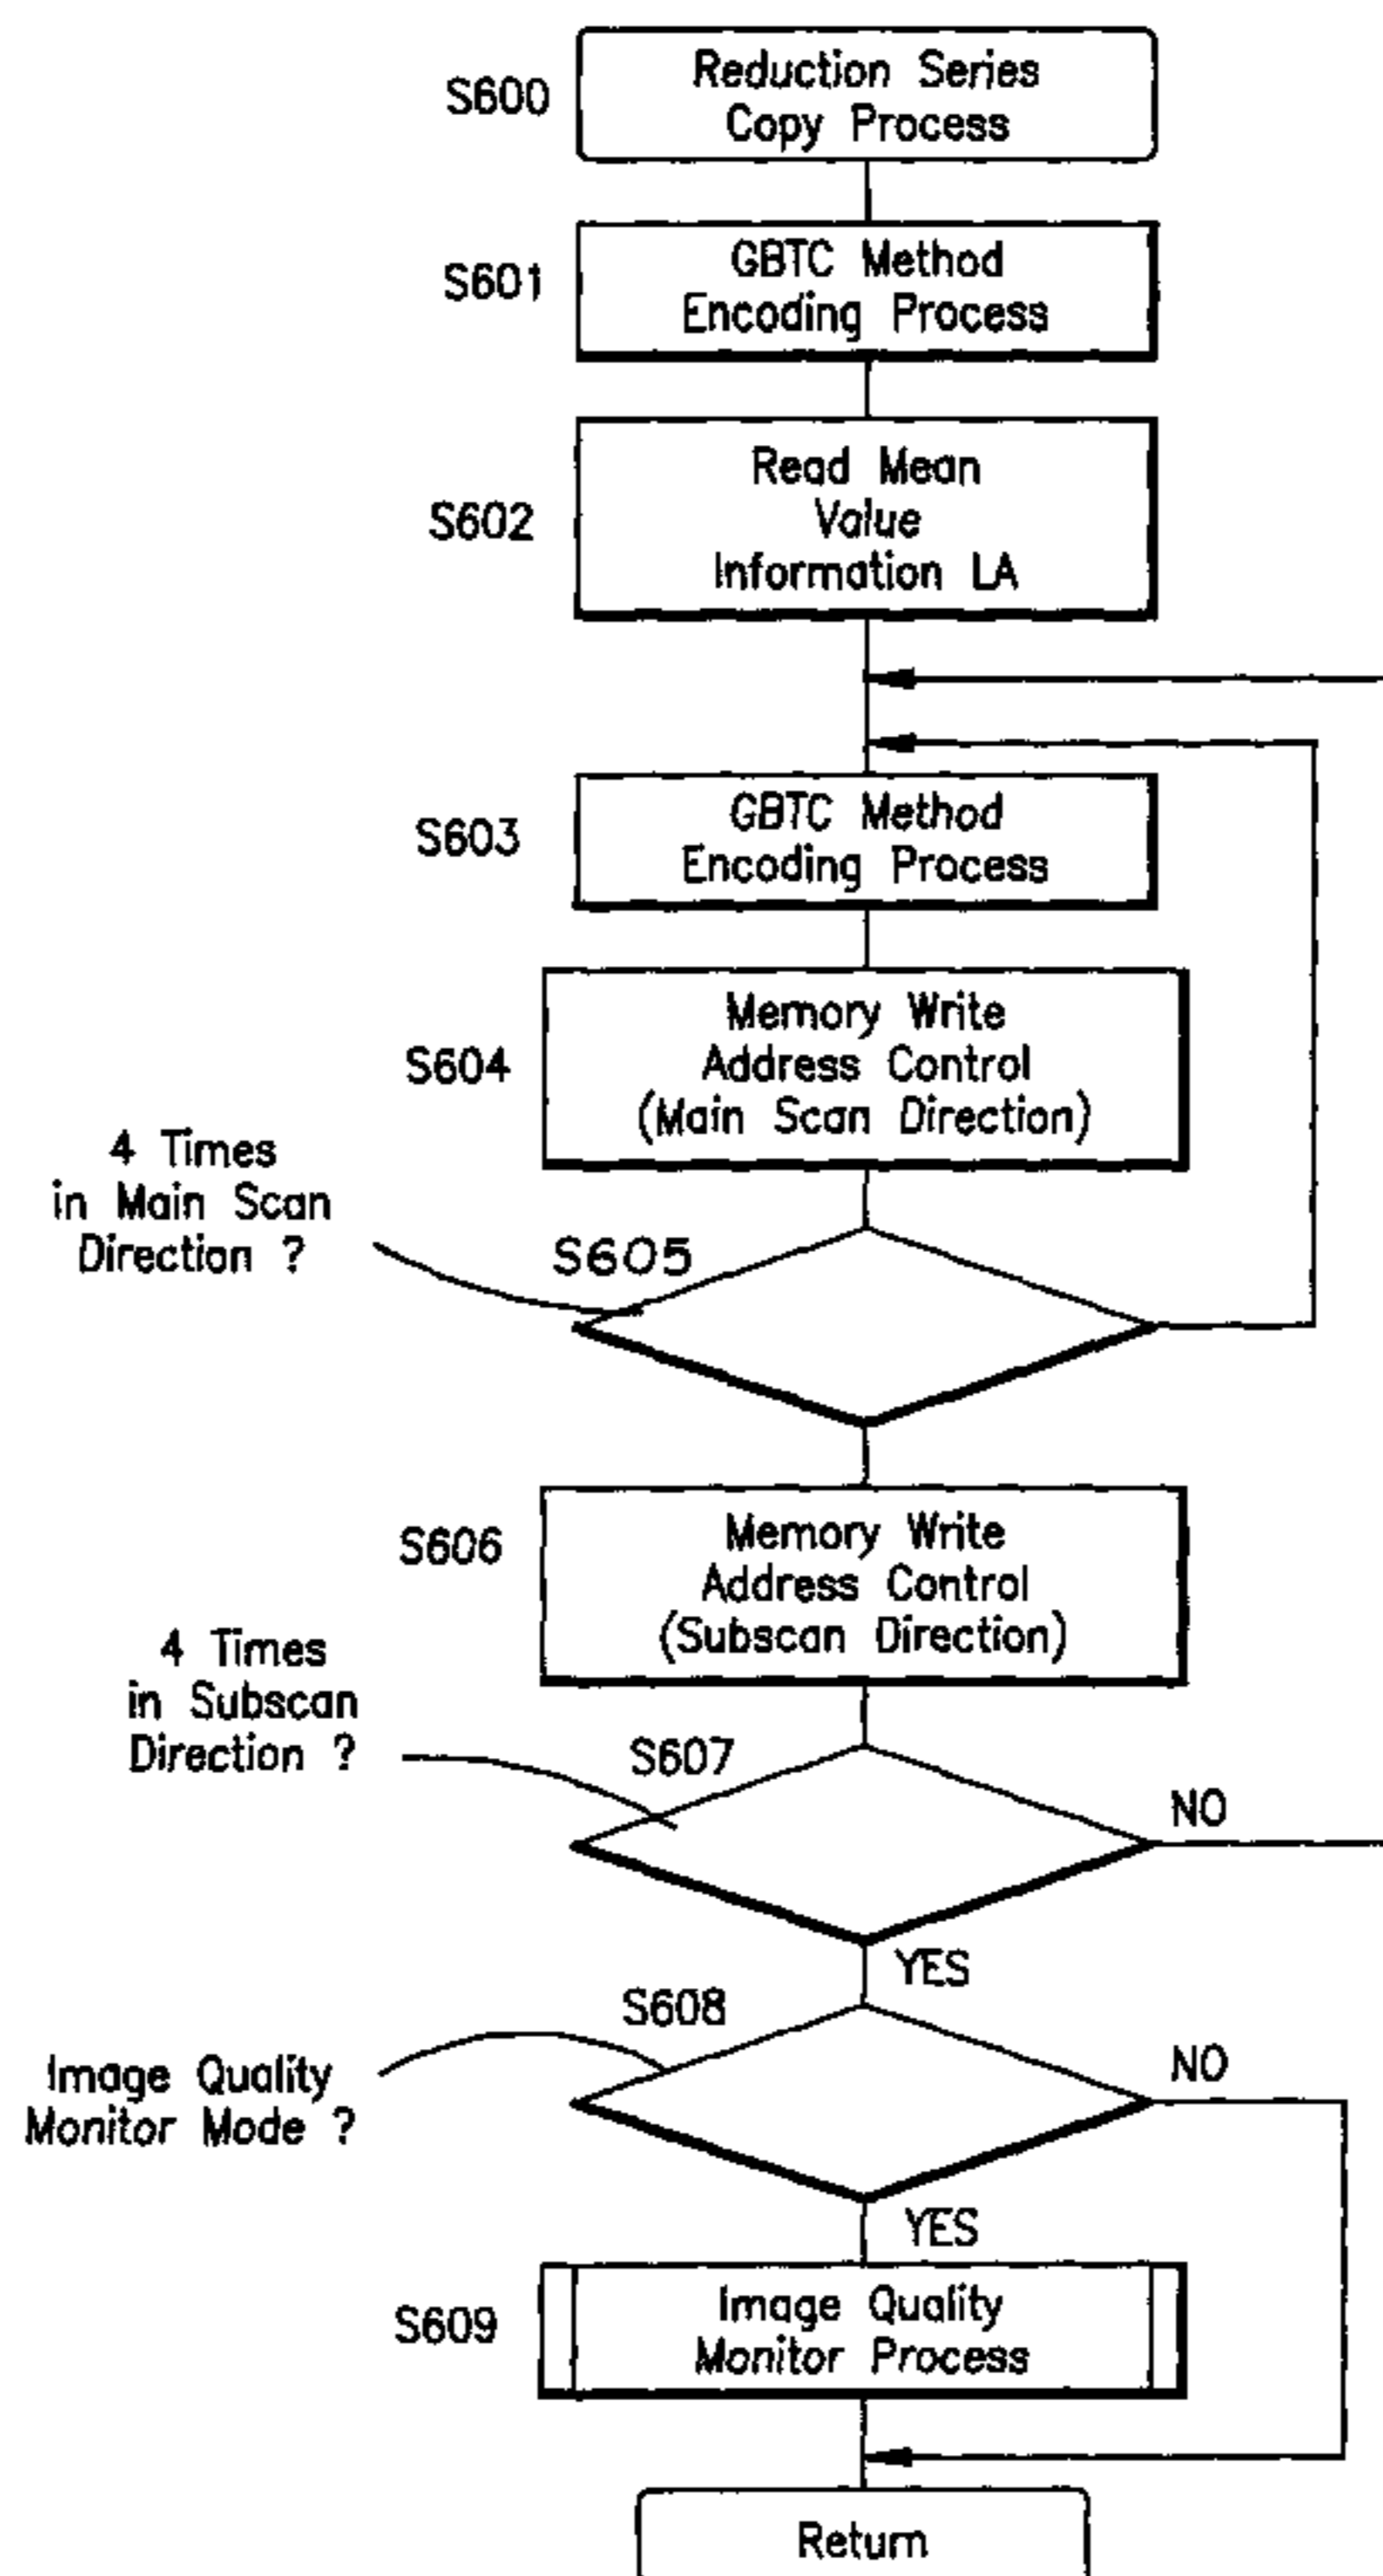 S600
Reduction Series
Copy Process
S601
GBTC Method
Encoding Process
S602
Read Mean
Value
Information LA
S603
GBTC Method
Encoding Process
S604
Memory Write
Address Control
(Main Scan Direction)
4 Times
in Main Scan
Direction ?
S605
S606
Memory Write
Address Control
(Subscan Direction)
4 Times
in Subscan
Direction ?
S607
NO
YES
S608
Image Quality
Monitor Mode ?
NO
YES
S609
Image Quality
Monitor Process
Return